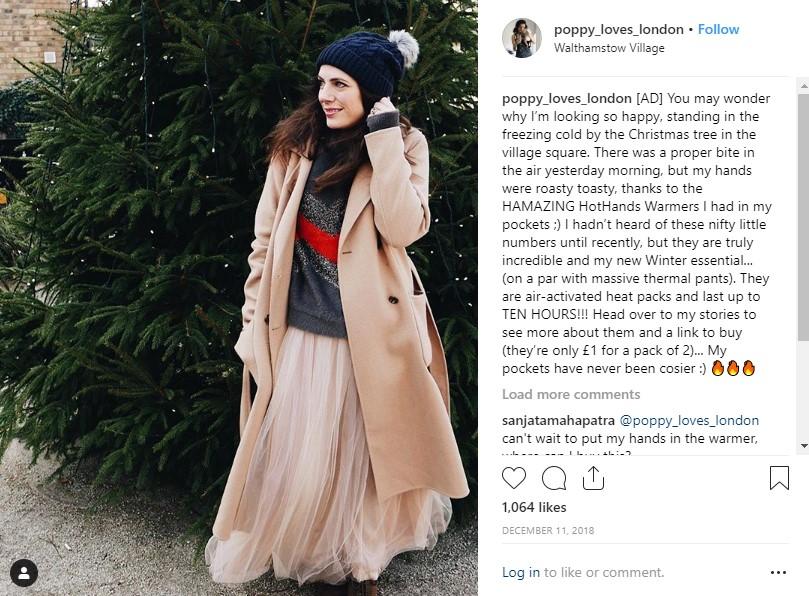 poppy_loves_london • Follow
Walthamstow Village
poppy_loves_london [AD] You may wonder
why I'm looking so happy, standing in the
freezing cold by the Christmas tree in the
village square. There was a proper bite in
the air yesterday morning, but my hands
were roasty toasty, thanks to the
HAMAZING HotHands Warmers I had in my
pockets ;) I hadn't heard of these nifty little
numbers until recently, but they are truly
incredible and my new Winter essential...
(on a par with massive thermal pants). They
are air-activated heat packs and last up to
TEN HOURS!!! Head over to my stories to
see more about them and a link to buy
(they're only £1 for a pack of 2)... My
pockets have never been cosier :) 🔥🔥🔥
Load more comments
sanjatamahapatra @poppy_loves_london
can't wait to put my hands in the warmer,
where can I buy this?
1,064 likes
DECEMBER 11, 2018
Log in to like or comment.